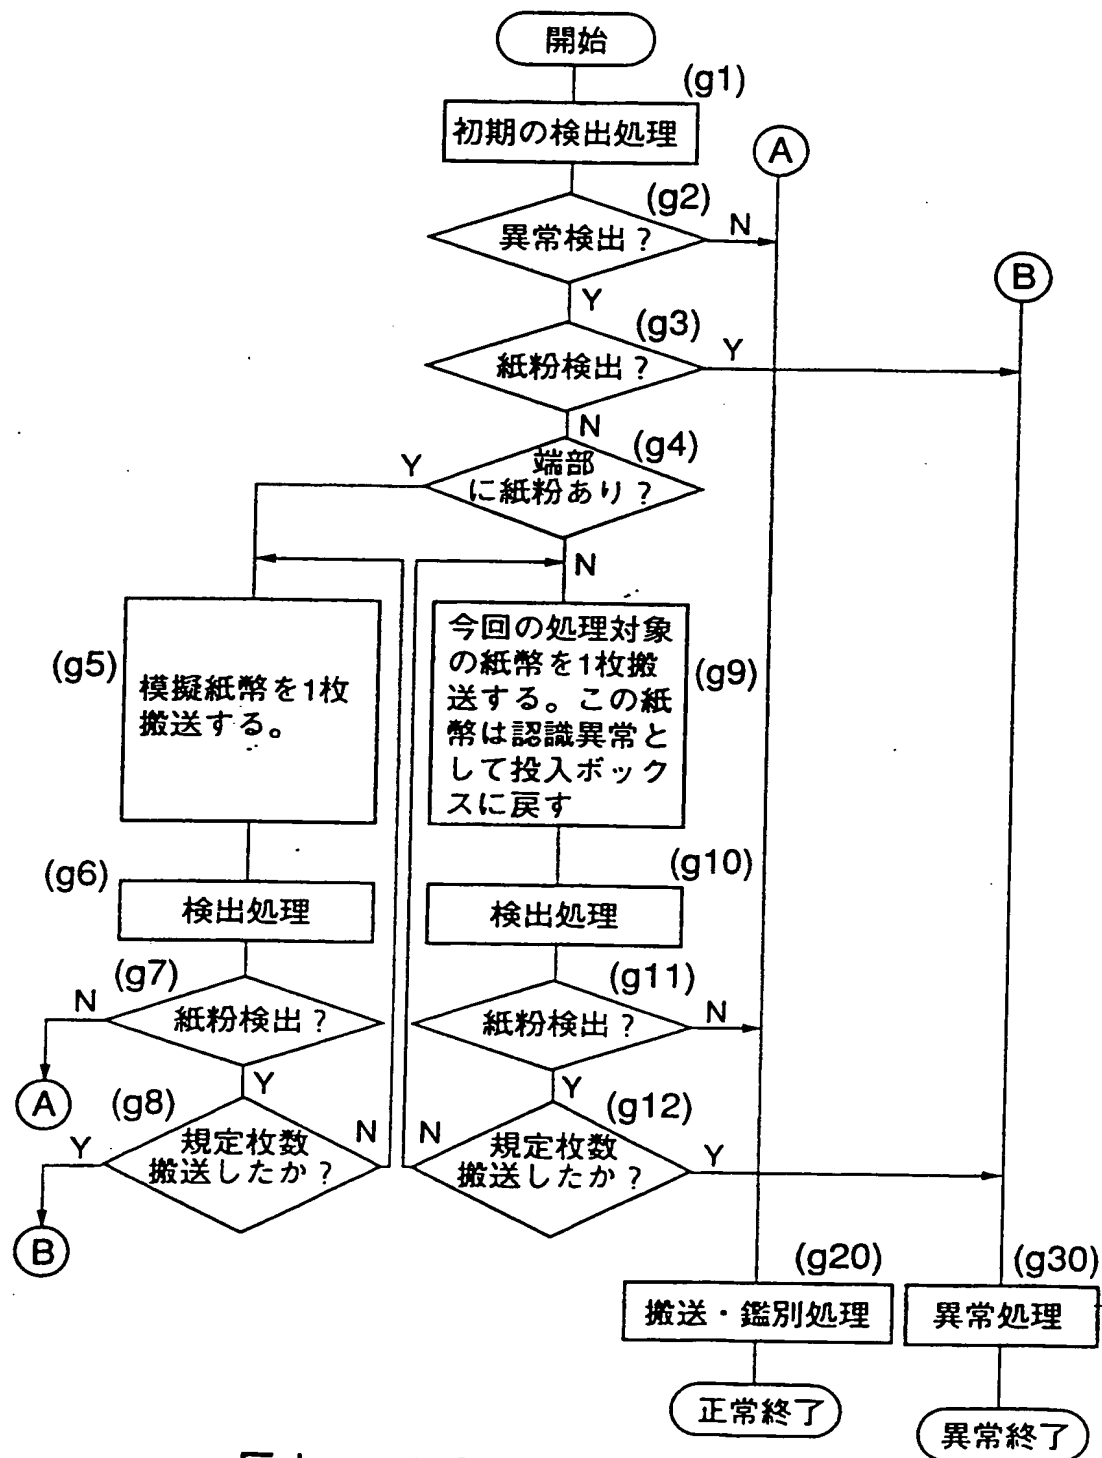 開始
(g1)
初期の検出処理
A
(g2)
異常検出？
N
B
Y
(g3)
紙粉検出？
Y
N
(g4)
端部
に紙粉あり？
Y
N
(g5)
模擬紙幣を1枚
搬送する。
今回の処理対象
の紙幣を1枚搬
送する。この紙
幣は認識異常と
して投入ボック
スに戻す
(g9)
(g6)
検出処理
(g10)
検出処理
(g7)
N
紙粉検出？
(g11)
紙粉検出？
N
A
Y
Y
(g8)
Y
規定枚数
搬送したか？
N
(g12)
N
規定枚数
搬送したか？
Y
B
(g20)
搬送・鑑別処理
(g30)
異常処理
正常終了
異常終了